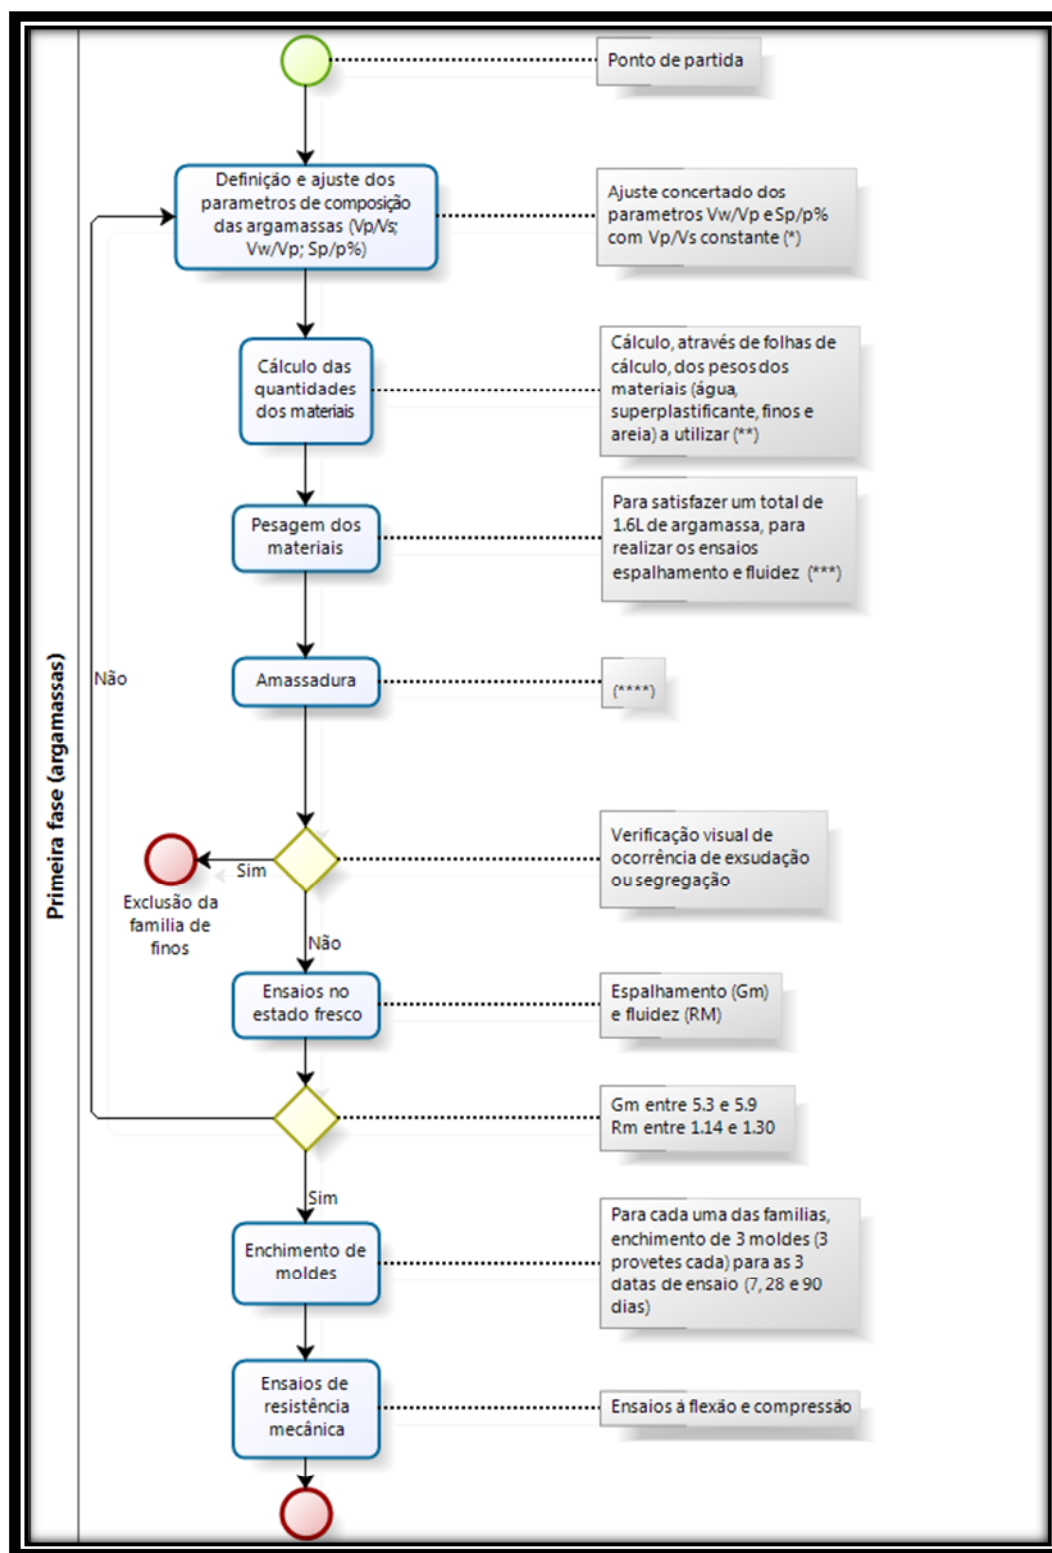 Primeira fase (argamassas)
Ponto de partida
Definição e ajuste dos
parametros de composição
das argamassas (Vp/Vs;
Vw/Vp; Sp/p%)
Ajuste concertado dos
parametros Vw/Vp e Sp/p%
com Vp/Vs constante (*)
Cálculo das
quantidades
dos materiais
Cálculo, através de folhas de
cálculo, dos pesos dos
materiais (água,
superplastificante, finos e
areia) a utilizar (**)
Pesagem dos
materiais
Para satisfazer um total de
1.6L de argamassa, para
realizar os ensaios
espalhamento e fluidez (***)
Não
Amassadura
(****)
Verificação visual de
ocorrência de exsudação
ou segregação
Sim
Exclusão da
familia de
finos
Não
Ensaios no
estado fresco
Espalhamento (Gm)
e fluidez (RM)
Gm entre 5.3 e 5.9
Rm entre 1.14 e 1.30
Sim
Enchimento de
moldes
Para cada uma das familias,
enchimento de 3 moldes (3
provetes cada) para as 3
datas de ensaio (7, 28 e 90
dias)
Ensaios de
resistência
mecânica
Ensaios á flexão e compressão